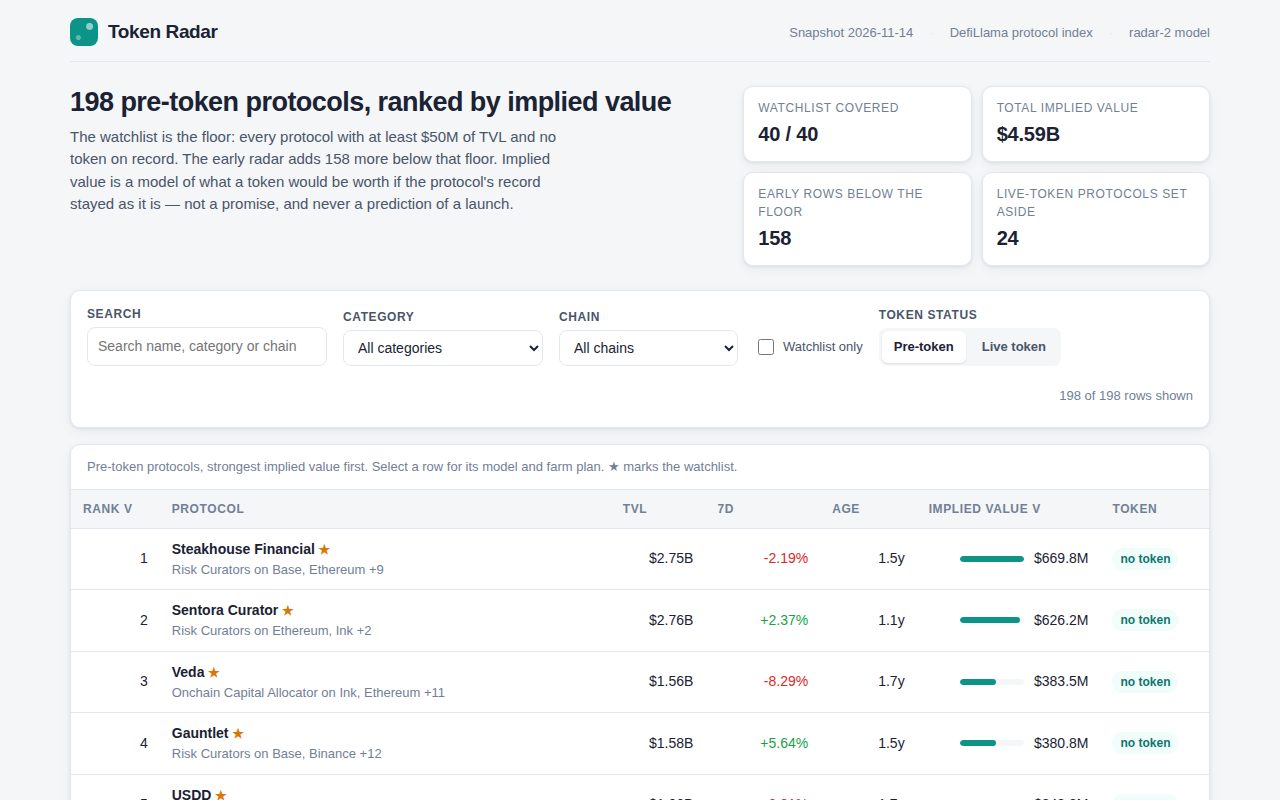 Token Radar
Snapshot 2026-11-14 · DefiLlama protocol index · radar-2 model
198 pre-token protocols, ranked by implied value
The watchlist is the floor: every protocol with at least $50M of TVL and no
token on record. The early radar adds 158 more below that floor. Implied
value is a model of what a token would be worth if the protocol's record
stayed as it is — not a promise, and never a prediction of a launch.
WATCHLIST COVERED
40 / 40
TOTAL IMPLIED VALUE
$4.59B
EARLY ROWS BELOW THE
FLOOR
158
LIVE-TOKEN PROTOCOLS SET
ASIDE
24
SEARCH
Search name, category or chain
CATEGORY
All categories
CHAIN
All chains
Watchlist only
TOKEN STATUS
Pre-token Live token
198 of 198 rows shown
Pre-token protocols, strongest implied value first. Select a row for its model and farm plan. ★ marks the watchlist.
RANK V PROTOCOL TVL 7D AGE IMPLIED VALUE V TOKEN
1 Steakhouse Financial ★ $2.75B -2.19% 1.5y $669.8M no token
Risk Curators on Base, Ethereum +9
2 Sentora Curator ★ $2.76B +2.37% 1.1y $626.2M no token
Risk Curators on Ethereum, Ink +2
3 Veda ★ $1.56B -8.29% 1.7y $383.5M no token
Onchain Capital Allocator on Ink, Ethereum +11
4 Gauntlet ★ $1.58B +5.64% 1.5y $380.8M no token
Risk Curators on Base, Binance +12
USDD ★